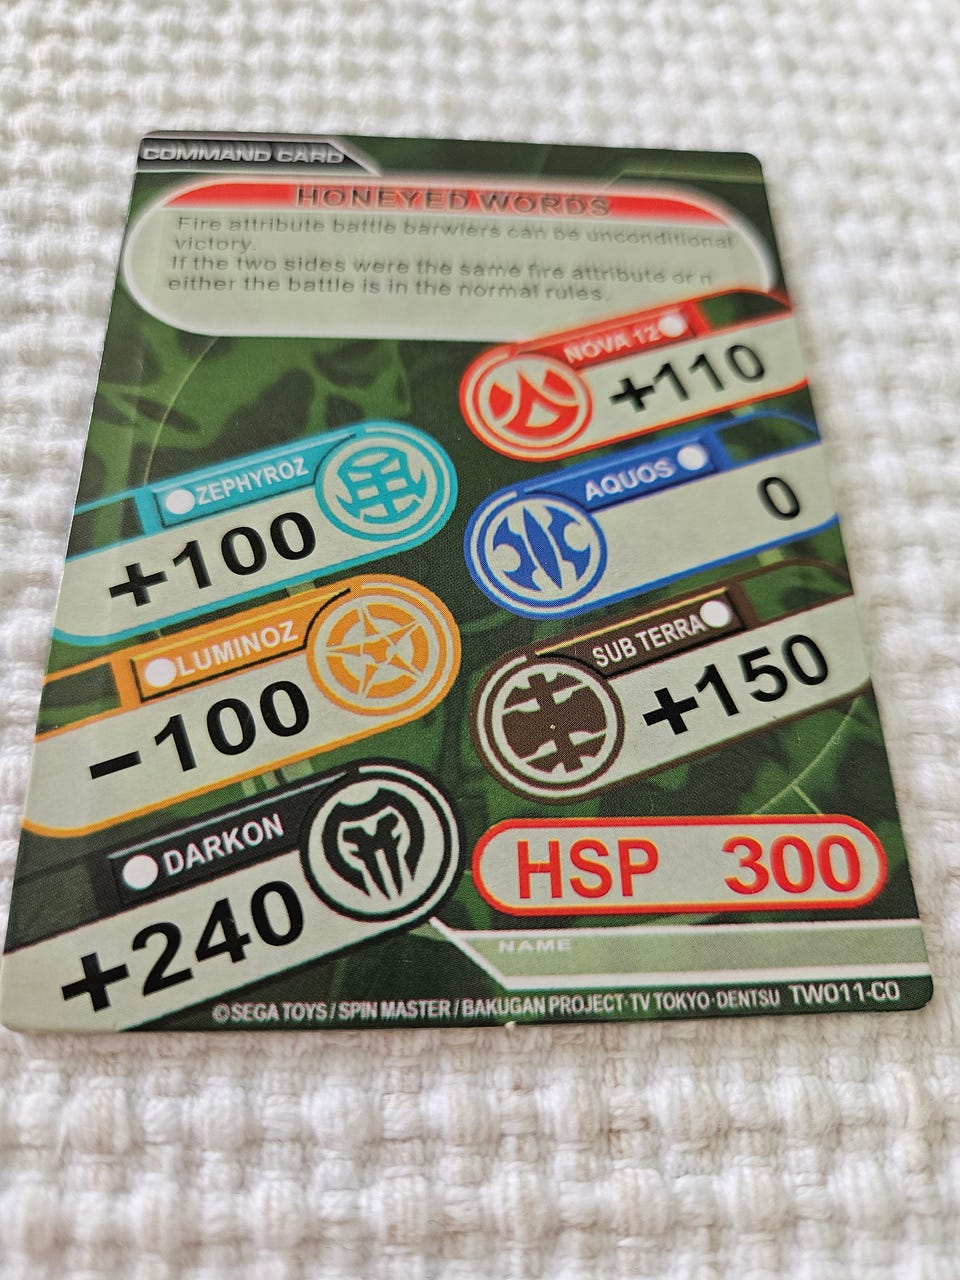 COMMAND CARD
HONEYED WORDS
Fire attribute battle barwlers can be unconditional
victory.
If the two sides were the same fire attribute or n
either the battle is in the normal rules.
NOVA 12
+110
ZEPHYROZ
+100
AQUOS
0
LUMINOZ
-100
SUB TERRA
+150
DARKON
+240
HSP 300
NAME
©SEGA TOYS / SPIN MASTER / BAKUGAN PROJECT·TV TOKYO·DENTSU TW011-CO